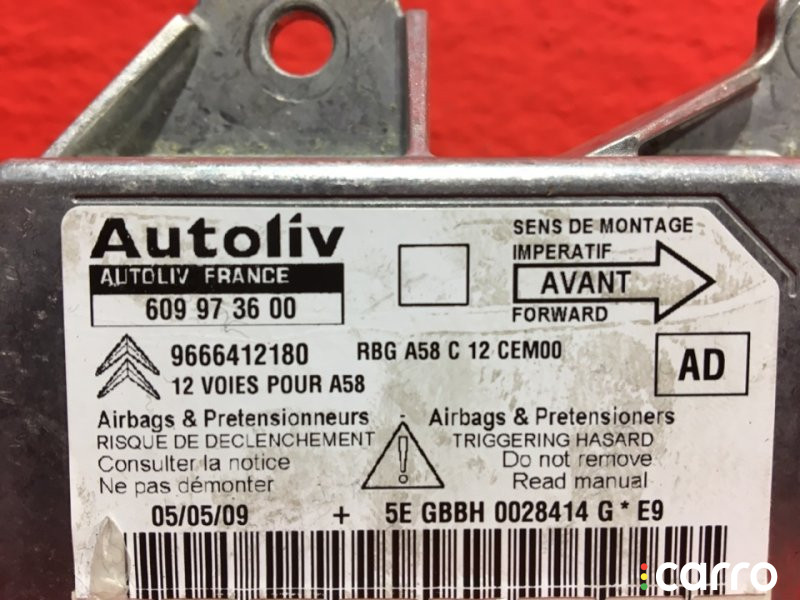 Autoliv
AUTOLIV FRANCE
609 97 36 00
SENS DE MONTAGE
IMPERATIF
AVANT
FORWARD
9666412180 RBG A58 C 12 CEM00
12 VOIES POUR A58
AD
Airbags & Pretensionneurs
RISQUE DE DECLENCHEMENT
Consulter la notice
Ne pas démonter
!
Airbags & Pretensioners
TRIGGERING HASARD
Do not remove
Read manual
05/05/09 + 5E GBBH 0028414 G * E9
carro